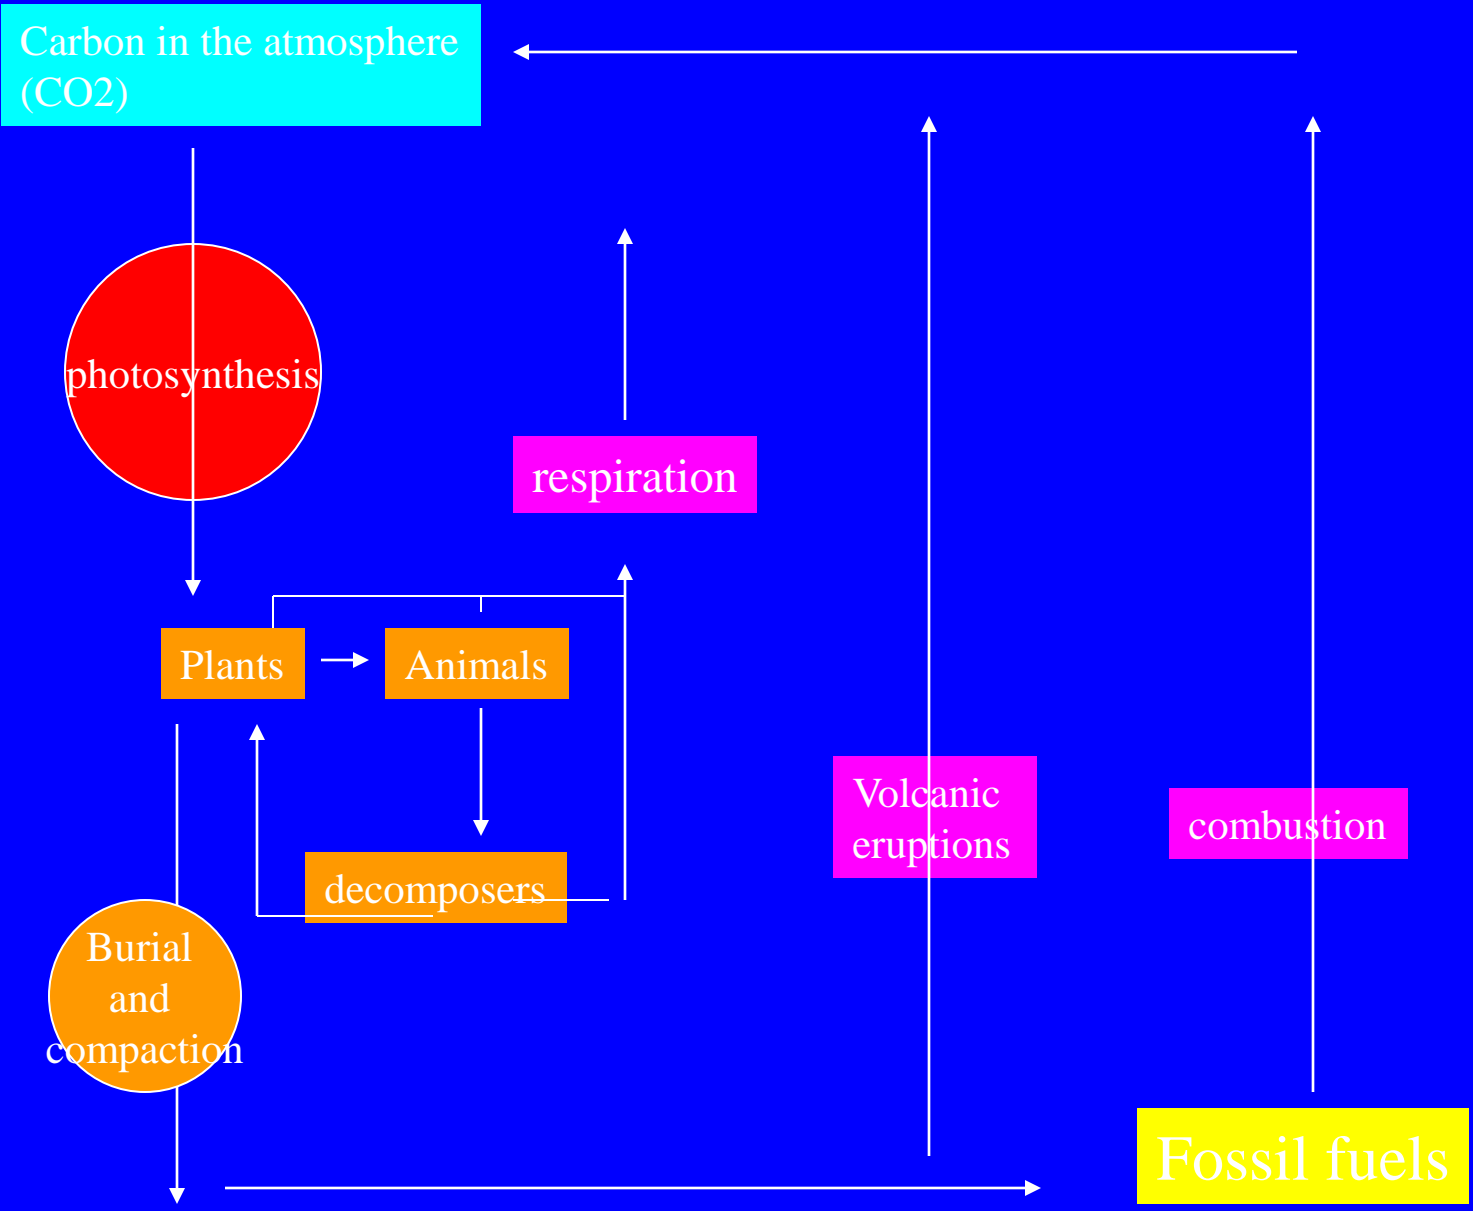 Carbon in the atmosphere
(CO2)
photosynthesis
respiration
Plants
Animals
Volcanic
eruptions
combustion
decomposers
Burial
and
compaction
Fossil fuels